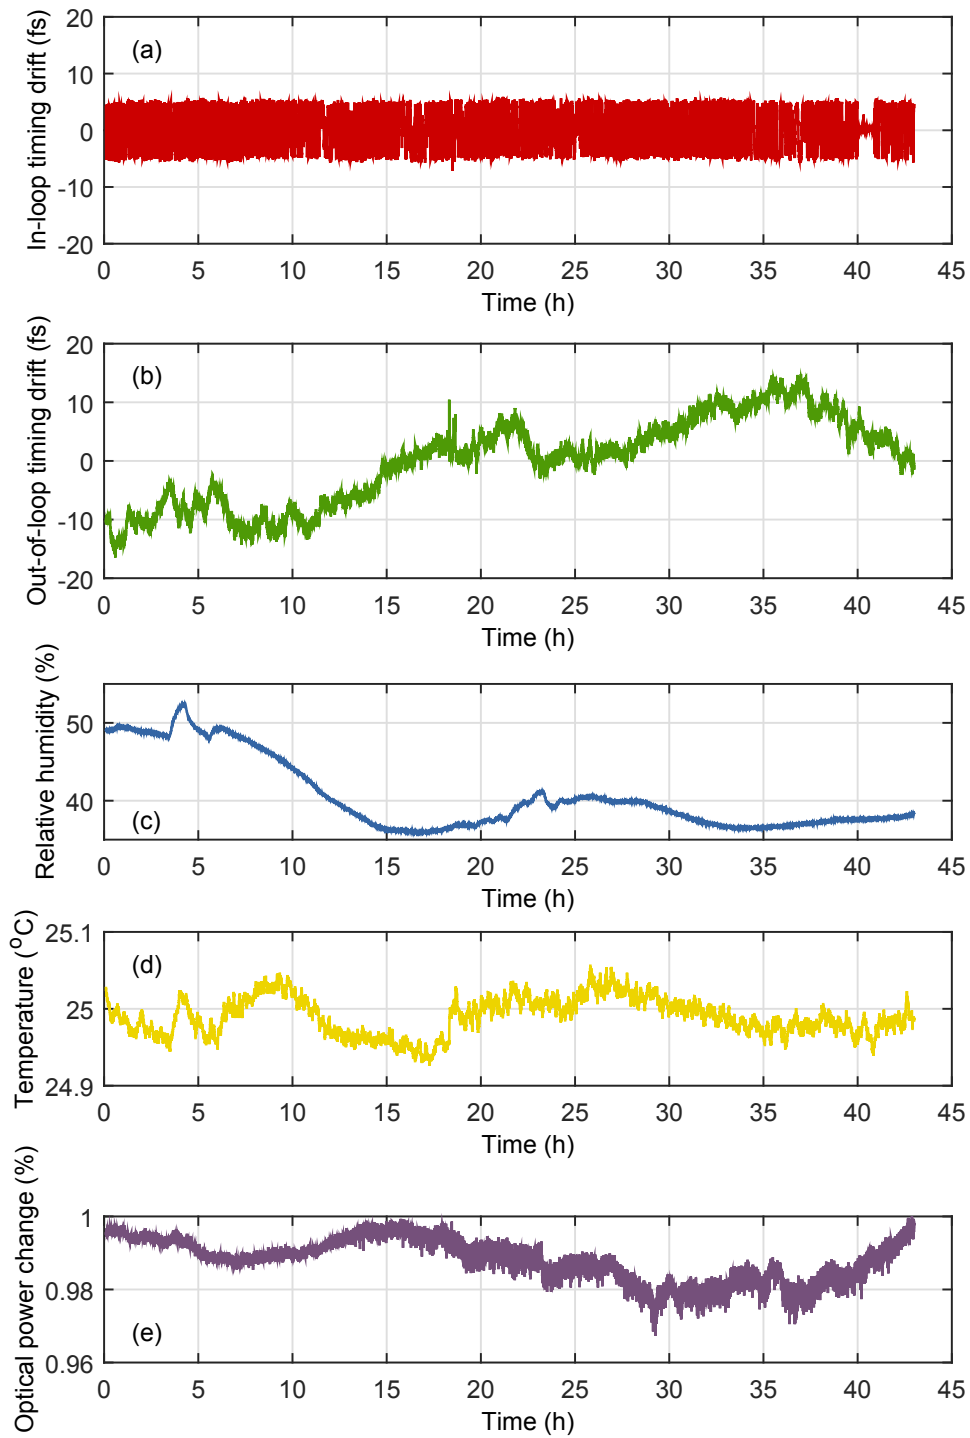 In-loop timing drift (fs)
20
10
0
-10
-20
(a)
0 5 10 15 20 25 30 35 40 45
Time (h)
Out-of-loop timing drift (fs)
20
10
0
-10
-20
(b)
0 5 10 15 20 25 30 35 40 45
Time (h)
Relative humidity (%)
50
40
(c)
0 5 10 15 20 25 30 35 40 45
Time (h)
Temperature (°C)
25.1
25
24.9
(d)
0 5 10 15 20 25 30 35 40 45
Time (h)
Optical power change (%)
1
0.98
0.96
(e)
0 5 10 15 20 25 30 35 40 45
Time (h)